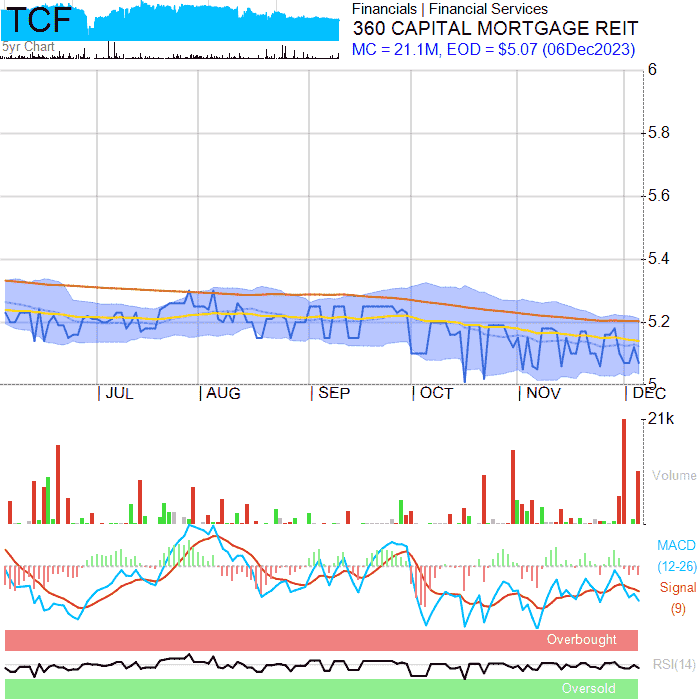 TCF
5yr Chart
Financials | Financial Services
360 CAPITAL MORTGAGE REIT
MC = 21.1M, EOD = $5.07 (06Dec2023)
6
5.8
5.6
5.4
5.2
5
| JUL | AUG | SEP | OCT | NOV | DEC
21k
Volume
MACD
(12-26)
Signal
(9)
Overbought
RSI(14)
Oversold